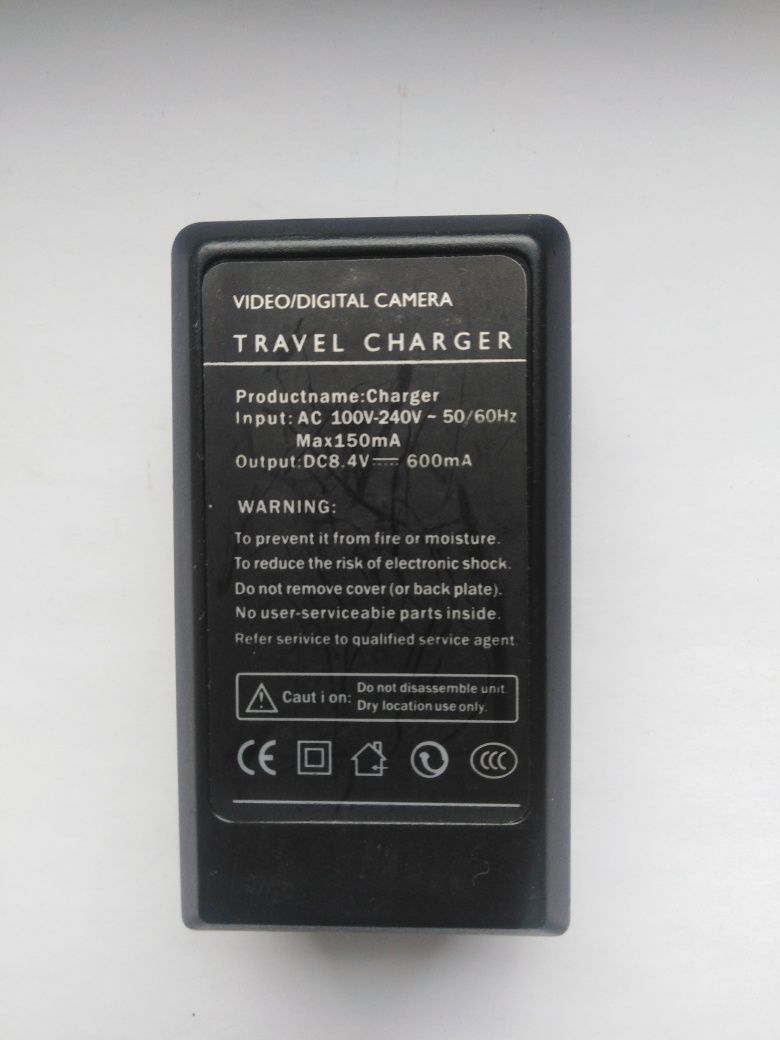 VIDEO/DIGITAL CAMERA
TRAVEL CHARGER
Productname:Charger
Input: AC 100V-240V ~ 50/60Hz
Max150mA
Output:DC8.4V⎓ 600mA
WARNING:
To prevent it from fire or moisture.
To reduce the risk of electronic shock.
Do not remove cover (or back plate).
No user-serviceabie parts inside.
Refer serivice to qualified service agent.
Caut i on: Do not disassemble unit.
Dry location use only.
CE CCC